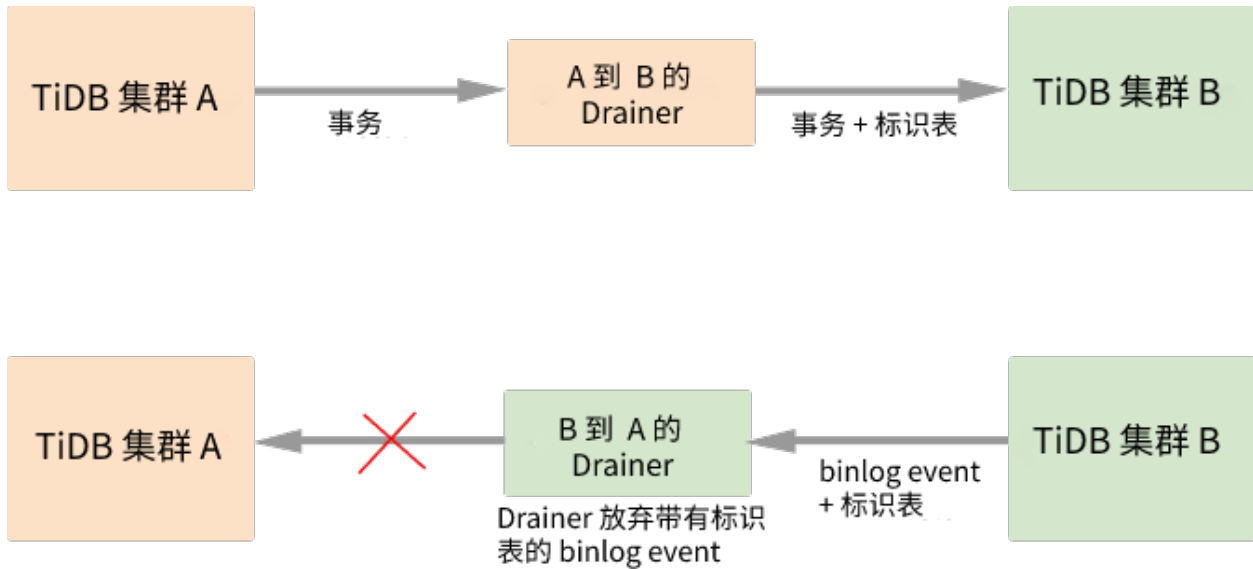 TiDB 集群 A
事务
A 到 B 的
Drainer
事务 + 标识表
TiDB 集群 B
TiDB 集群 A
B 到 A 的
Drainer
Drainer 放弃带有标识
表的 binlog event
binlog event
+ 标识表
TiDB 集群 B